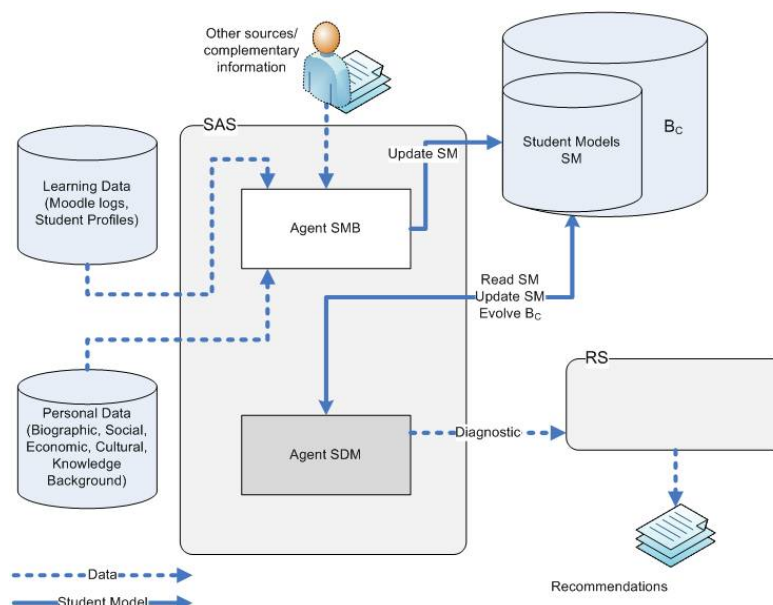 Other sources/
complementary
information
SAS
Update SM
Student Models
SM
B_C
Learning Data
(Moodle logs,
Student Profiles)
Agent SMB
Read SM
Update SM
Evolve B_C
RS
Personal Data
(Biographic, Social,
Economic, Cultural,
Knowledge
Background)
Agent SDM
Diagnostic
Recommendations
Data
Student Model